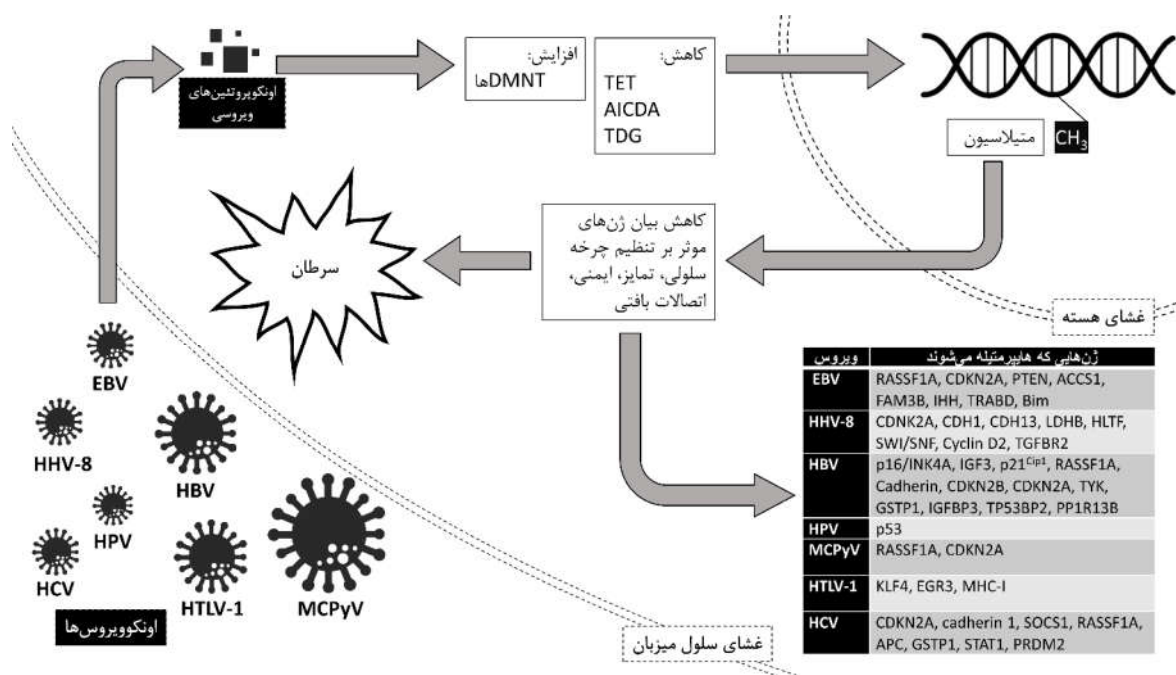 اونکوپروتئین‌های
ویروسی
افزایش:
DMNTها
کاهش:
TET
AICDA
TDG
متیلاسیون
CH₃
کاهش بیان ژن‌های
موثر بر تنظیم چرخه
سلولی، تمایز، ایمنی،
اتصالات بافتی
سرطان
غشای هسته
EBV
HHV-8
HBV
HPV
HCV
HTLV-1
MCPyV
اونکوویروس‌ها
غشای سلول میزبان
ویروس ژن‌هایی که هایپرمتیله می‌شوند
EBV RASSF1A, CDKN2A, PTEN, ACCS1,
FAM3B, IHH, TRABD, Bim
HHV-8 CDNK2A, CDH1, CDH13, LDHB, HLTF,
SWI/SNF, Cyclin D2, TGFBR2
HBV p16/INK4A, IGF3, p21ᶜⁱᵖ¹, RASSF1A,
Cadherin, CDKN2B, CDKN2A, TYK,
GSTP1, IGFBP3, TP53BP2, PP1R13B
HPV p53
MCPyV RASSF1A, CDKN2A
HTLV-1 KLF4, EGR3, MHC-I
HCV CDKN2A, cadherin 1, SOCS1, RASSF1A,
APC, GSTP1, STAT1, PRDM2